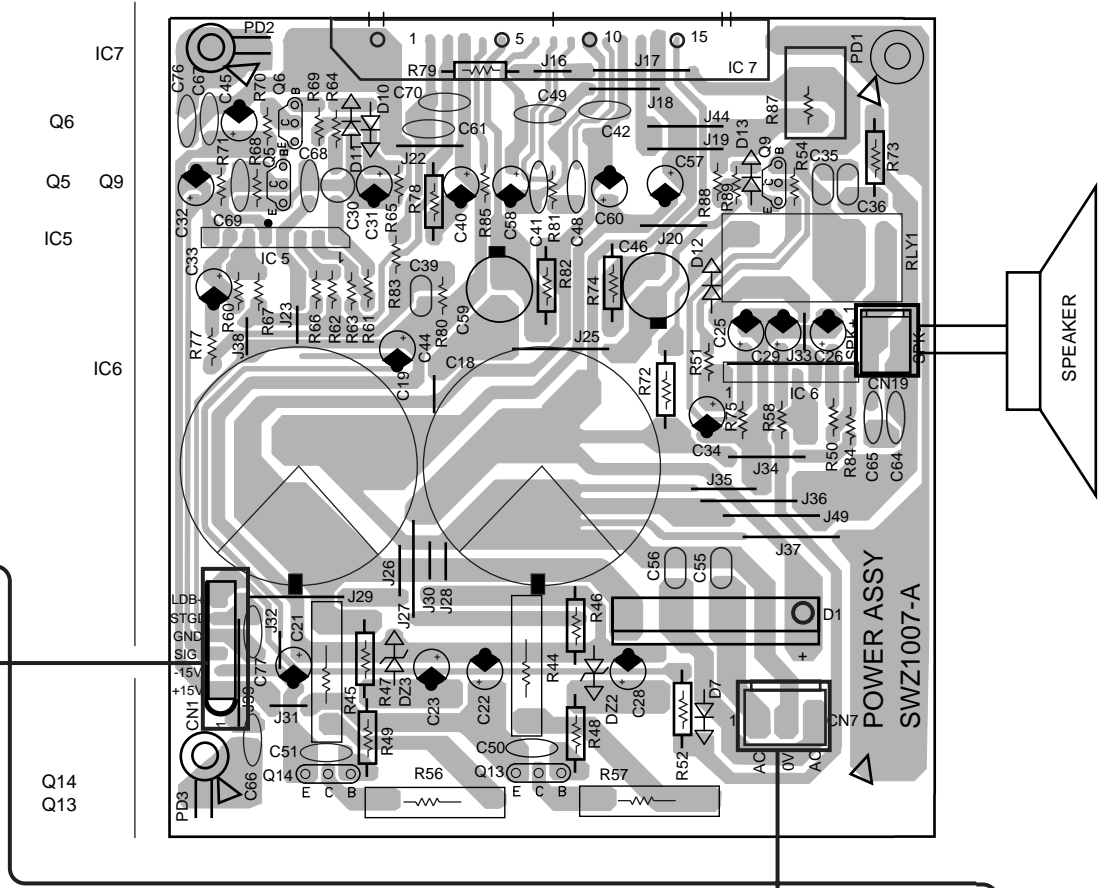 PD2
1
5
10
15
PD1
IC7
R79
J16
J17
IC 7
C76
C67
C45
R70
Q6
R69
R64
D10
C70
C49
J18
R87
B
C
E
Q6
D11
C61
C42
J44
D13
Q9
R54
R73
R71
R68
Q5
B
C68
J22
J19
C57
B
C35
Q5
Q9
C
E
C
E
C32
C69
C30
C31
R65
R78
C40
R85
C58
C41
R81
C48
C60
R88
R89
C36
IC5
IC 5
1
J20
D12
RLY1
C33
R83
C39
R82
R74
C46
R60
R67
J23
R66
R62
R63
R61
R80
C59
C25
SPK+ 1
SPEAKER
R77
J38
C44
J25
C29
J33
C26
SPK-
IC6
C19
C18
R72
R51
CN19
1
IC 6
R75
R58
R50
R84
C65
C64
C34
J34
J35
J36
J49
J37
J26
J27
J30
J28
C56
C55
POWER ASSY
SWZ1007-A
LDB+
J29
STGD
J32
C21
R46
D1
GND
SIG
C77
-15V
+15V
R45
R47
DZ3
C23
C22
R44
DZ2
C28
+
D7
CN1
1
J39
J31
R49
R48
R52
1
CN7
C51
C50
AC
0V
AC
Q14
Q13
PD3
C66
Q14
E C B
R56
Q13
E C B
R57